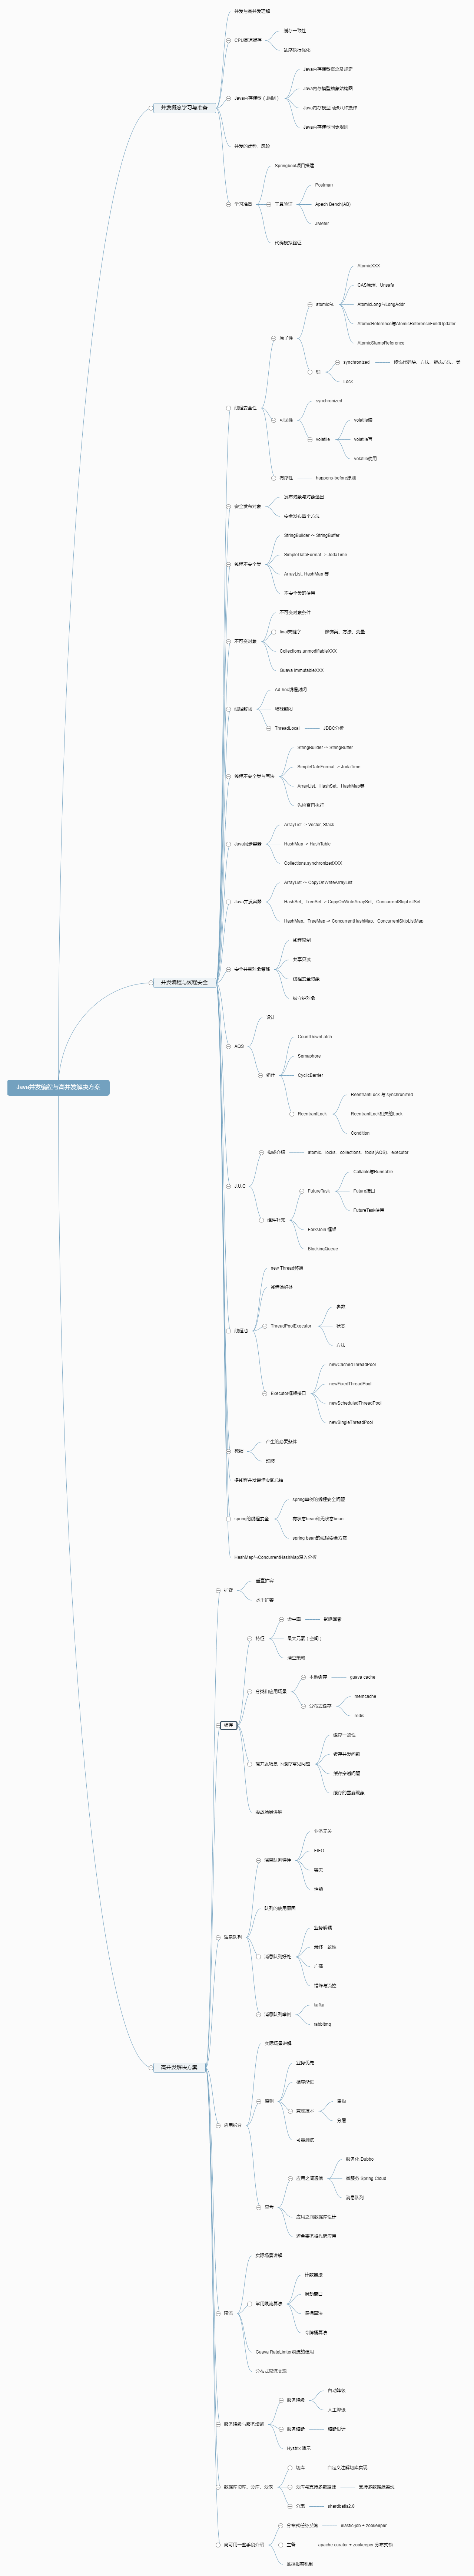 Java并发编程与高并发解决方案
并发概念学习与准备
并发与高并发理解
CPU高速缓存
缓存一致性
乱序执行优化
Java内存模型（JMM）
Java内存模型概念及规定
Java内存模型抽象结构图
Java内存模型同步八种操作
Java内存模型同步规则
并发的优势、风险
学习准备
Springboot项目搭建
工具验证
Postman
Apach Bench(AB)
JMeter
代码模拟验证
并发编程与线程安全
线程安全性
原子性
atomic包
AtomicXXX
CAS原理、Unsafe
AtomicLong与LongAddr
AtomicReference与AtomicReferenceFieldUpdater
AtomicStampReference
锁
synchronized
修饰代码块、方法、静态方法、类
Lock
可见性
synchronized
volatile
volatile读
volatile写
volatile使用
有序性
happens-before原则
安全发布对象
发布对象与对象逸出
安全发布四个方法
线程不安全类
StringBuilder -> StringBuffer
SimpleDateFormat -> JodaTime
ArrayList, HashMap 等
不安全类的使用
不可变对象
不可变对象条件
final关键字
修饰类、方法、变量
Collections.unmodifiableXXX
Guava ImmutableXXX
线程封闭
Ad-hoc线程封闭
堆栈封闭
ThreadLocal
JDBC分析
线程不安全类与写法
StringBuilder -> StringBuffer
SimpleDateFormat -> JodaTime
ArrayList、HashSet、HashMap等
先检查再执行
Java同步容器
ArrayList -> Vector, Stack
HashMap -> HashTable
Collections.synchronizedXXX
Java并发容器
ArrayList -> CopyOnWriteArrayList
HashSet、TreeSet -> CopyOnWriteArraySet、ConcurrentSkipListSet
HashMap、TreeMap -> ConcurrentHashMap、ConcurrentSkipListMap
安全共享对象策略
线程限制
共享只读
线程安全对象
被守护对象
AQS
设计
组件
CountDownLatch
Semaphore
CyclicBarrier
ReentrantLock
ReentrantLock 与 synchronized
ReentrantLock相关的Lock
Condition
J.U.C
构成介绍
atomic、locks、collections、tools(AQS)、executor
组件补充
FutureTask
Callable与Runnable
Future接口
FutureTask使用
Fork/Join 框架
BlockingQueue
线程池
new Thread弊端
线程池好处
ThreadPoolExecutor
参数
状态
方法
Executor框架接口
newCachedThreadPool
newFixedThreadPool
newScheduledThreadPool
newSingleThreadPool
死锁
产生的必要条件
预防
多线程并发最佳实践总结
spring的线程安全
spring单例的线程安全问题
有状态bean和无状态bean
spring bean的线程安全方案
HashMap与ConcurrentHashMap深入分析
高并发解决方案
扩容
垂直扩容
水平扩容
缓存
特征
命中率
影响因素
最大元素（空间）
清空策略
分类和应用场景
本地缓存
guava cache
分布式缓存
memcache
redis
高并发场景 下缓存常见问题
缓存一致性
缓存并发问题
缓存穿透问题
缓存的雪崩现象
实战场景讲解
消息队列
消息队列特性
业务无关
FIFO
容灾
性能
队列的使用原因
消息队列好处
业务解耦
最终一致性
广播
错峰与流控
消息队列举例
kafka
rabbitmq
应用拆分
实际场景讲解
原则
业务优先
循序渐进
兼顾技术
重构
分层
可靠测试
思考
应用之间通信
服务化 Dubbo
微服务 Spring Cloud
消息队列
应用之间数据库设计
避免事务操作跨应用
限流
实际场景讲解
常用限流算法
计数器法
滑动窗口
漏桶算法
令牌桶算法
Guava RateLimiter限流的使用
分布式限流实现
服务降级与服务熔断
服务降级
自动降级
人工降级
服务熔断
熔断设计
Hystrix 演示
数据库切库、分库、分表
切库
自定义注解切库实现
分库与支持多数据源
支持多数据源实现
分表
shardbatis2.0
高可用一些手段介绍
分布式任务系统
elastic-job + zookeeper
主备
apache curator + zookeeper 分布式锁
监控报警机制